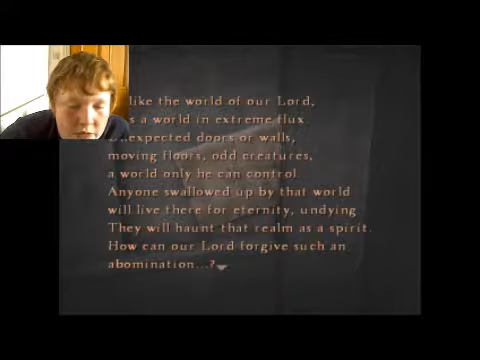 like the world of our Lord,
s a world in extreme flux.
expected doors or walls,
moving floors, odd creatures,
a world only he can control.
Anyone swallowed up by that world
will live there for eternity, undying
They will haunt that realm as a spirit.
How can our Lord forgive such an
abomination...?